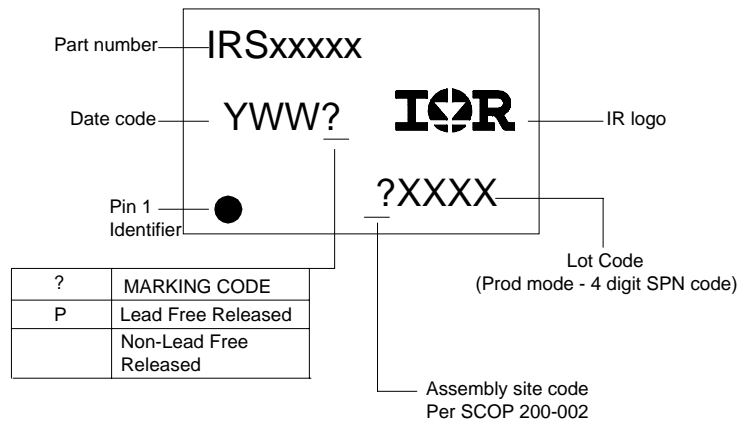 Part number
IRSxxxxx
Date code
YWW?
IOR
IR logo
Pin 1
Identifier
?XXXX
Lot Code
(Prod mode - 4 digit SPN code)
? MARKING CODE
P Lead Free Released
Non-Lead Free
Released
Assembly site code
Per SCOP 200-002